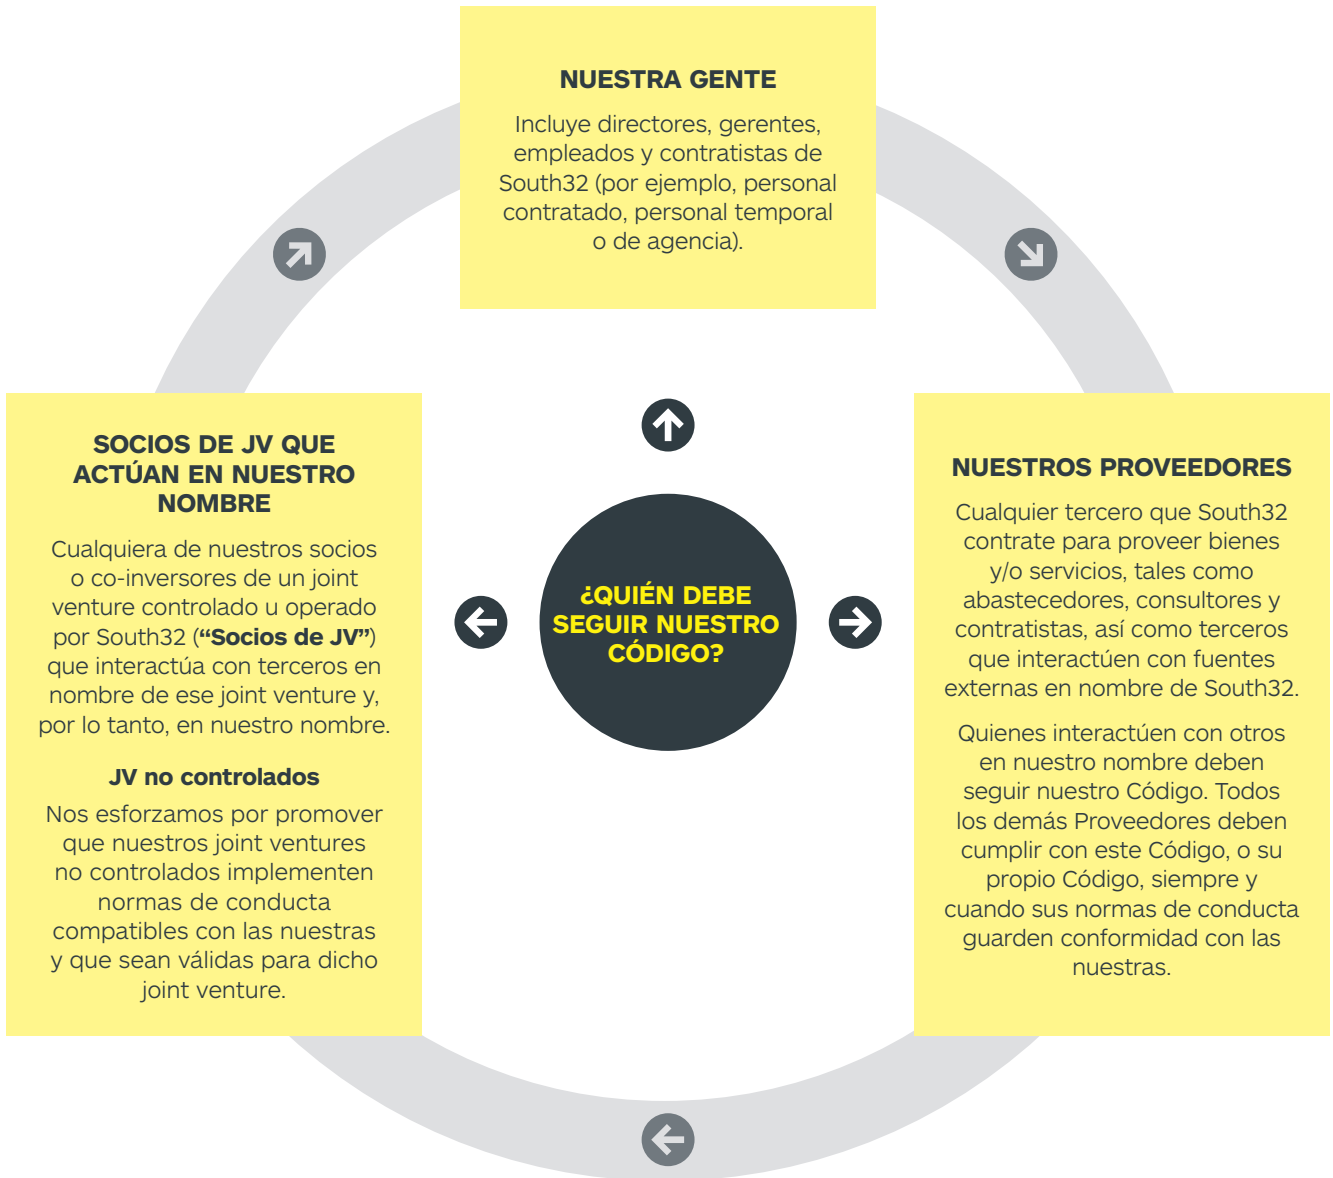 NUESTRA GENTE
Incluye directores, gerentes,
empleados y contratistas de
South32 (por ejemplo, personal
contratado, personal temporal
o de agencia).
SOCIOS DE JV QUE
ACTÚAN EN NUESTRO
NOMBRE
Cualquiera de nuestros socios
o co-inversores de un joint
venture controlado u operado
por South32 (“Socios de JV”)
que interactúa con terceros en
nombre de ese joint venture y,
por lo tanto, en nuestro nombre.
JV no controlados
Nos esforzamos por promover
que nuestros joint ventures
no controlados implementen
normas de conducta
compatibles con las nuestras
y que sean válidas para dicho
joint venture.
¿QUIÉN DEBE
SEGUIR NUESTRO
CÓDIGO?
NUESTROS PROVEEDORES
Cualquier tercero que South32
contrate para proveer bienes
y/o servicios, tales como
abastecedores, consultores y
contratistas, así como terceros
que interactúen con fuentes
externas en nombre de South32.
Quienes interactúen con otros
en nuestro nombre deben
seguir nuestro Código. Todos
los demás Proveedores deben
cumplir con este Código, o su
propio Código, siempre y
cuando sus normas de conducta
guarden conformidad con las
nuestras.